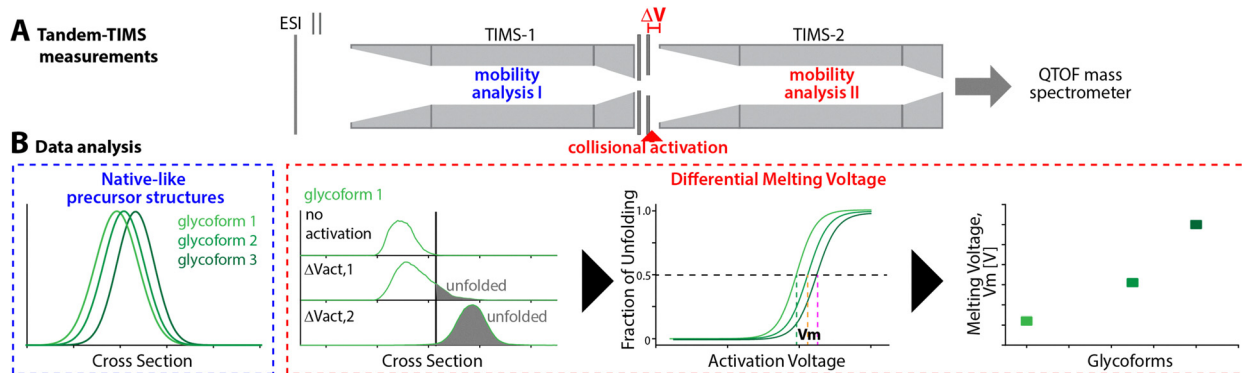 A Tandem-TIMS
measurements
ESI
TIMS-1
mobility
analysis I
ΔV
TIMS-2
mobility
analysis II
collisional activation
QTOF mass
spectrometer
B Data analysis
Native-like
precursor structures
glycoform 1
glycoform 2
glycoform 3
Cross Section
Differential Melting Voltage
glycoform 1
no
activation
ΔVact,1
unfolded
ΔVact,2
unfolded
Cross Section
Fraction of Unfolding
1.0
0.5
0
Vm
Activation Voltage
Melting Voltage,
Vm [V]
Glycoforms